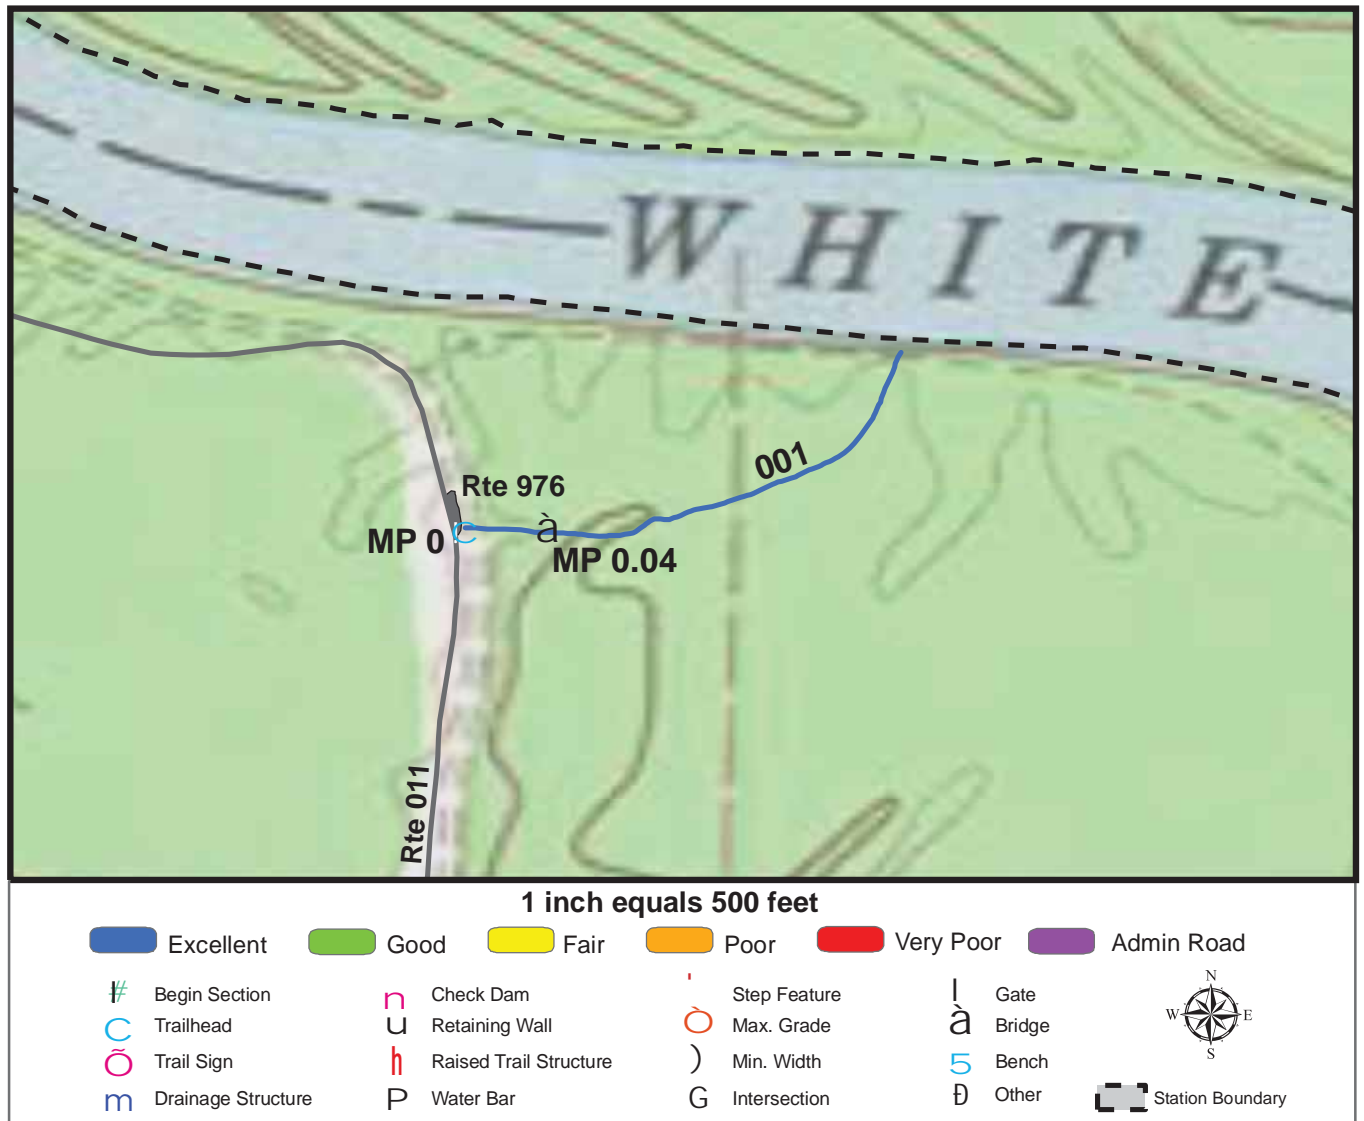 WHITE
001
Rte 976
MP 0
C
à
MP 0.04
Rte 011
1 inch equals 500 feet
Excellent Good Fair Poor Very Poor Admin Road
# Begin Section n Check Dam ' Step Feature l Gate
C Trailhead u Retaining Wall Ò Max. Grade à Bridge
Õ Trail Sign h Raised Trail Structure ) Min. Width 5 Bench
m Drainage Structure P Water Bar G Intersection Đ Other Station Boundary
N
W E
S